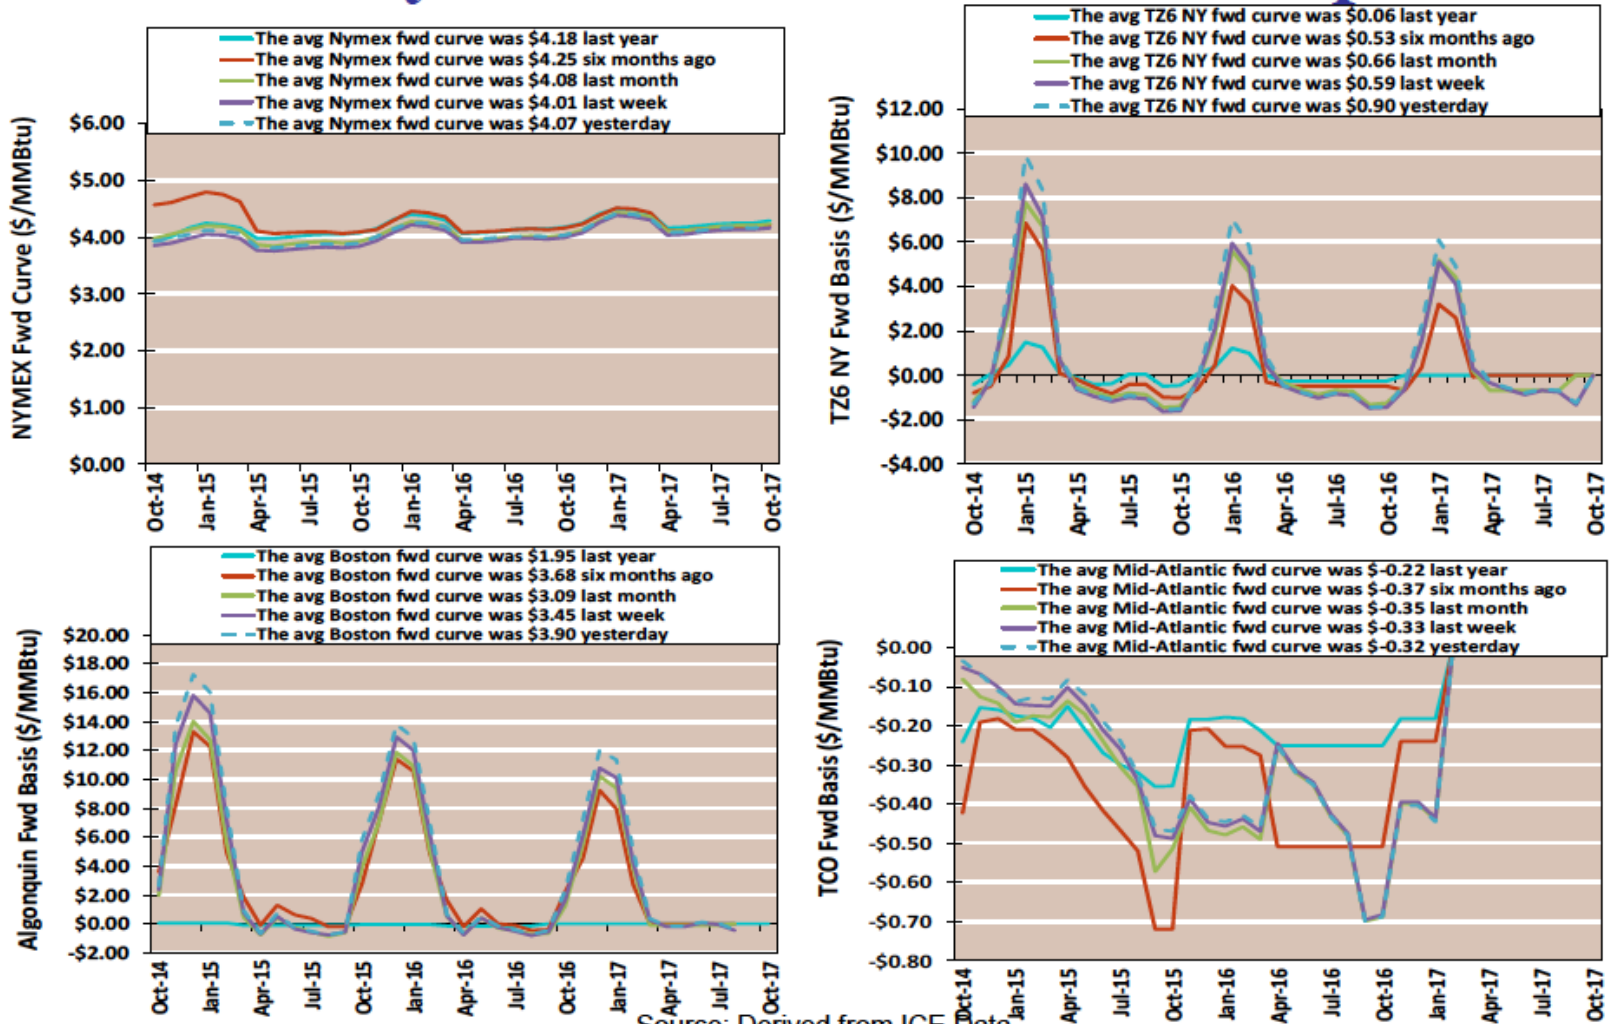 The avg Nymex fwd curve was $4.18 last year
The avg Nymex fwd curve was $4.25 six months ago
The avg Nymex fwd curve was $4.08 last month
The avg Nymex fwd curve was $4.01 last week
The avg Nymex fwd curve was $4.07 yesterday
NYMEX Fwd Curve ($/MMBtu)
$6.00
$5.00
$4.00
$3.00
$2.00
$1.00
$0.00
Oct-14 Jan-15 Apr-15 Jul-15 Oct-15 Jan-16 Apr-16 Jul-16 Oct-16 Jan-17 Apr-17 Jul-17 Oct-17
The avg TZ6 NY fwd curve was $0.06 last year
The avg TZ6 NY fwd curve was $0.53 six months ago
The avg TZ6 NY fwd curve was $0.66 last month
The avg TZ6 NY fwd curve was $0.59 last week
The avg TZ6 NY fwd curve was $0.90 yesterday
TZ6 NY Fwd Basis ($/MMBtu)
$12.00
$10.00
$8.00
$6.00
$4.00
$2.00
$0.00
-$2.00
-$4.00
Oct-14 Jan-15 Apr-15 Jul-15 Oct-15 Jan-16 Apr-16 Jul-16 Oct-16 Jan-17 Apr-17 Jul-17 Oct-17
The avg Boston fwd curve was $1.95 last year
The avg Boston fwd curve was $3.68 six months ago
The avg Boston fwd curve was $3.09 last month
The avg Boston fwd curve was $3.45 last week
The avg Boston fwd curve was $3.90 yesterday
Algonquin Fwd Basis ($/MMBtu)
$20.00
$18.00
$16.00
$14.00
$12.00
$10.00
$8.00
$6.00
$4.00
$2.00
$0.00
-$2.00
Oct-14 Jan-15 Apr-15 Jul-15 Oct-15 Jan-16 Apr-16 Jul-16 Oct-16 Jan-17 Apr-17 Jul-17 Oct-17
The avg Mid-Atlantic fwd curve was $-0.22 last year
The avg Mid-Atlantic fwd curve was $-0.37 six months ago
The avg Mid-Atlantic fwd curve was $-0.35 last month
The avg Mid-Atlantic fwd curve was $-0.33 last week
The avg Mid-Atlantic fwd curve was $-0.32 yesterday
TCO Fwd Basis ($/MMBtu)
$0.00
-$0.10
-$0.20
-$0.30
-$0.40
-$0.50
-$0.60
-$0.70
-$0.80
Oct-14 Jan-15 Apr-15 Jul-15 Oct-15 Jan-16 Apr-16 Jul-16 Oct-16 Jan-17 Apr-17 Jul-17 Oct-17
Source: Derived from ICE Data